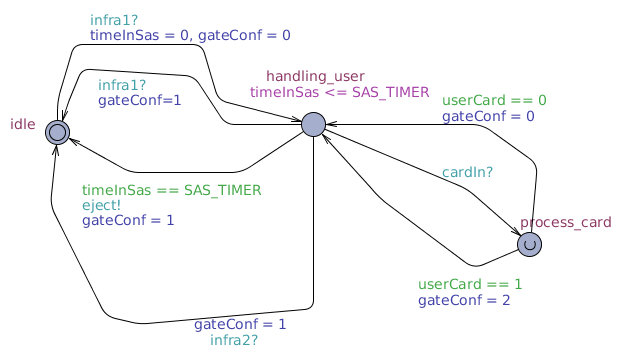 infra1?
timeInSas = 0, gateConf = 0
handling_user
timeInSas <= SAS_TIMER
infra1?
gateConf=1
userCard == 0
gateConf = 0
idle
cardIn?
timeInSas == SAS_TIMER
eject!
gateConf = 1
process_card
userCard == 1
gateConf = 2
gateConf = 1
infra2?